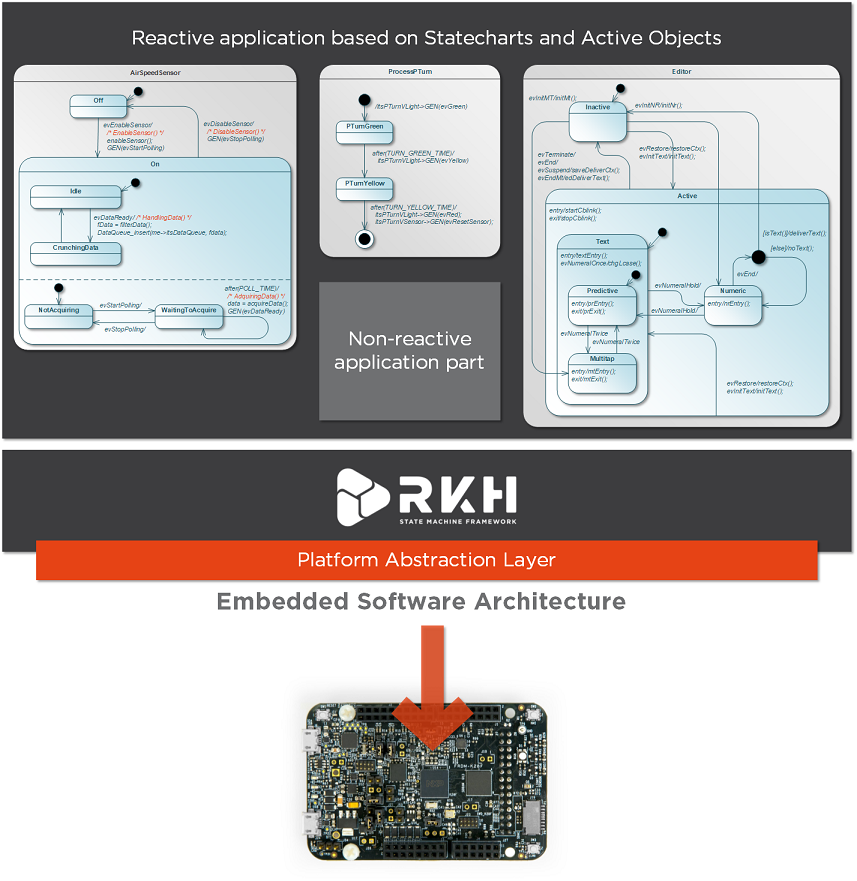 Reactive application based on Statecharts and Active Objects
AirSpeedSensor
Off
evEnableSensor/
/* EnableSensor() */
enableSensor();
GEN(evStartPolling)
evDisableSensor/
/* DisableSensor() */
GEN(evStopPolling)
On
Idle
evDataReady/ /* HandlingData() */
fData = filterData();
DataQueue_insert(me->itsDataQueue, fdata);
CrunchingData
after(POLL_TIME)/
/* AdquiringData() */
data = acquireData();
GEN(evDataReady)
NotAcquiring
evStartPolling/
WaitingToAcquire
evStopPolling/
ProcessPTurn
/itsPTurnVLight->GEN(evGreen)
PTurnGreen
after(TURN_GREEN_TIME)/
itsPTurnVLight->GEN(evYellow)
PTurnYellow
after(TURN_YELLOW_TIME)/
itsPTurnVLight->GEN(evRed);
itsPTurnVSensor->GEN(evResetSensor);
Non-reactive
application part
Editor
evInitMT/initMt();
Inactive
evInitNR/initNr();
evRestore/restoreCtx();
evInitText/initText();
evTerminate/
evEnd/
evSuspend/saveDeliverCtx();
evEndMt/edDeliverText();
Active
entry/startCblink();
exit/stopCblink();
Text
entry/textEntry();
evNumeralOnce/chgLcase();
[isText()]/deliverText();
[else]/noText();
evEnd/
Predictive
entry/prEntry();
exit/prExit();
evNumeralHold/
Numeric
entry/nrEntry();
evNumeralHold/
evNumeralTwice
evNumeralTwice
Multitap
entry/mtEntry();
exit/mtExit();
evRestore/restoreCtx();
evInitText/initText();
RKH
STATE MACHINE FRAMEWORK
Platform Abstraction Layer
Embedded Software Architecture